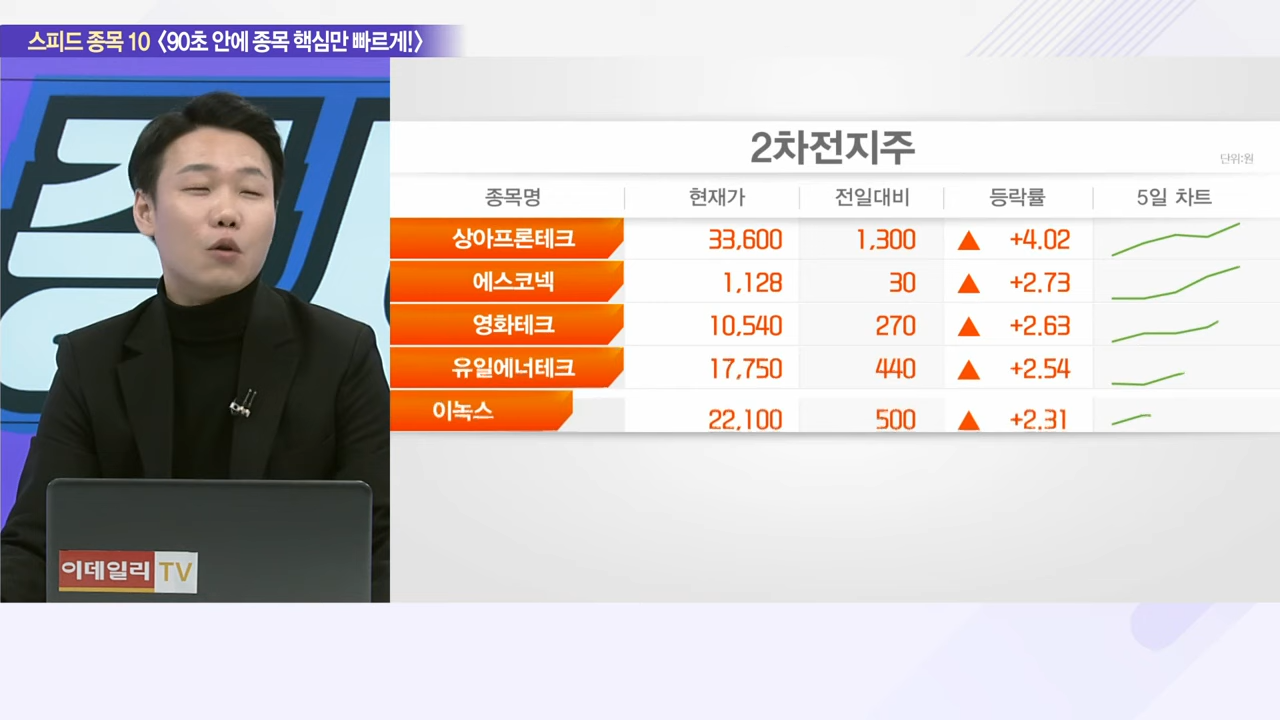 스피드 종목 10 <90초 안에 종목 핵심만 빠르게!>
2차전지주
단위:원
종목명 현재가 전일대비 등락률 5일 차트
상아프론테크 33,600 1,300 ▲ +4.02
에스코넥 1,128 30 ▲ +2.73
영화테크 10,540 270 ▲ +2.63
유일에너테크 17,750 440 ▲ +2.54
이녹스 22,100 500 ▲ +2.31
이데일리 TV